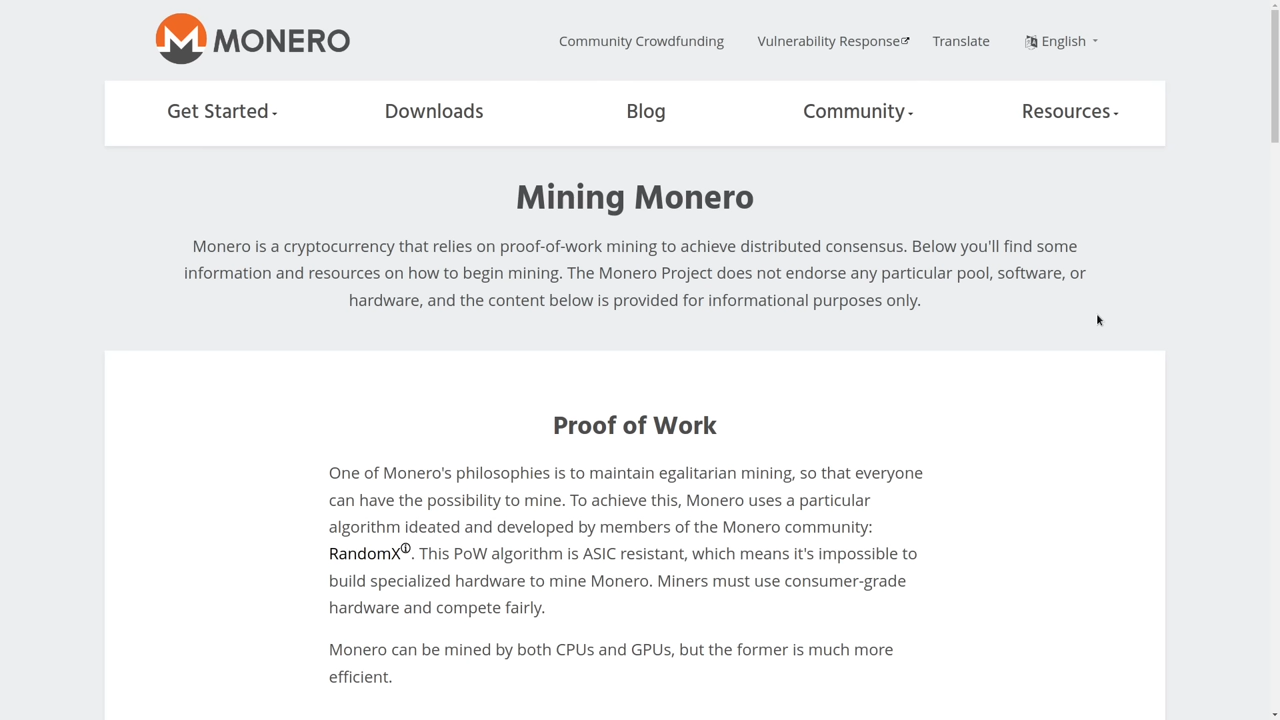 MONERO
Community Crowdfunding Vulnerability Response Translate English
Get Started Downloads Blog Community Resources
Mining Monero
Monero is a cryptocurrency that relies on proof-of-work mining to achieve distributed consensus. Below you'll find some
information and resources on how to begin mining. The Monero Project does not endorse any particular pool, software, or
hardware, and the content below is provided for informational purposes only.
Proof of Work
One of Monero's philosophies is to maintain egalitarian mining, so that everyone
can have the possibility to mine. To achieve this, Monero uses a particular
algorithm ideated and developed by members of the Monero community:
RandomX. This PoW algorithm is ASIC resistant, which means it's impossible to
build specialized hardware to mine Monero. Miners must use consumer-grade
hardware and compete fairly.
Monero can be mined by both CPUs and GPUs, but the former is much more
efficient.